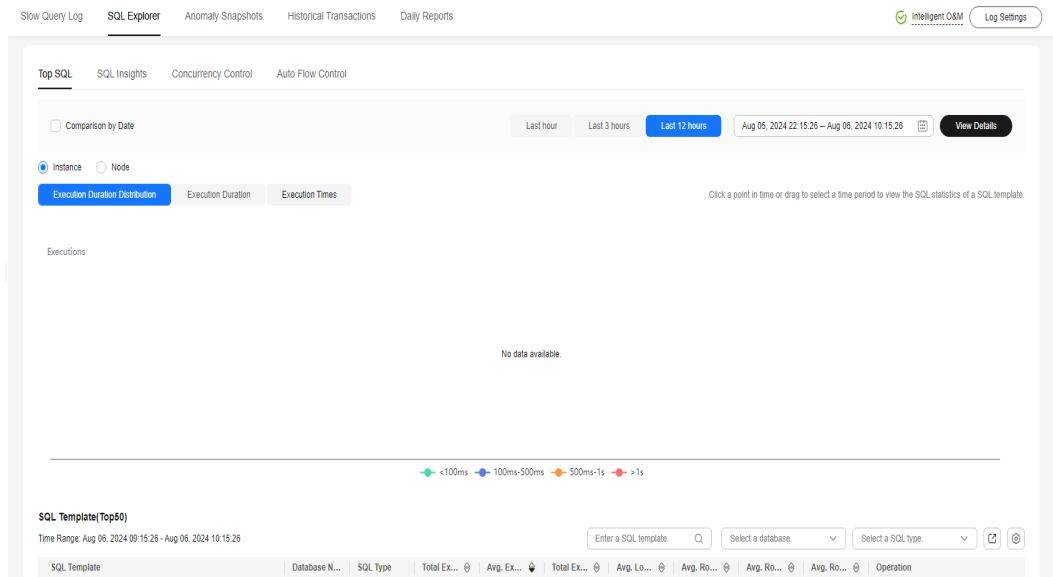 Slow Query Log SQL Explorer Anomaly Snapshots Historical Transactions Daily Reports Intelligent O&M Log Settings
Top SQL SQL Insights Concurrency Control Auto Flow Control
Comparison by Date Last hour Last 3 hours Last 12 hours Aug 05, 2024 22:15:26 – Aug 06, 2024 10:15:26 View Details
Instance Node
Execution Duration Distribution Execution Duration Execution Times Click a point in time or drag to select a time period to view the SQL statistics of a SQL template.
Executions
No data available.
<100ms 100ms-500ms 500ms-1s >1s
SQL Template(Top50)
Time Range: Aug 06, 2024 09:15:26 - Aug 06, 2024 10:15:26 Enter a SQL template. Select a database. Select a SQL type.
SQL Template Database N... SQL Type Total Ex... Avg. Ex... Total Ex... Avg. Lo... Avg. Ro... Avg. Ro... Avg. Ro... Operation